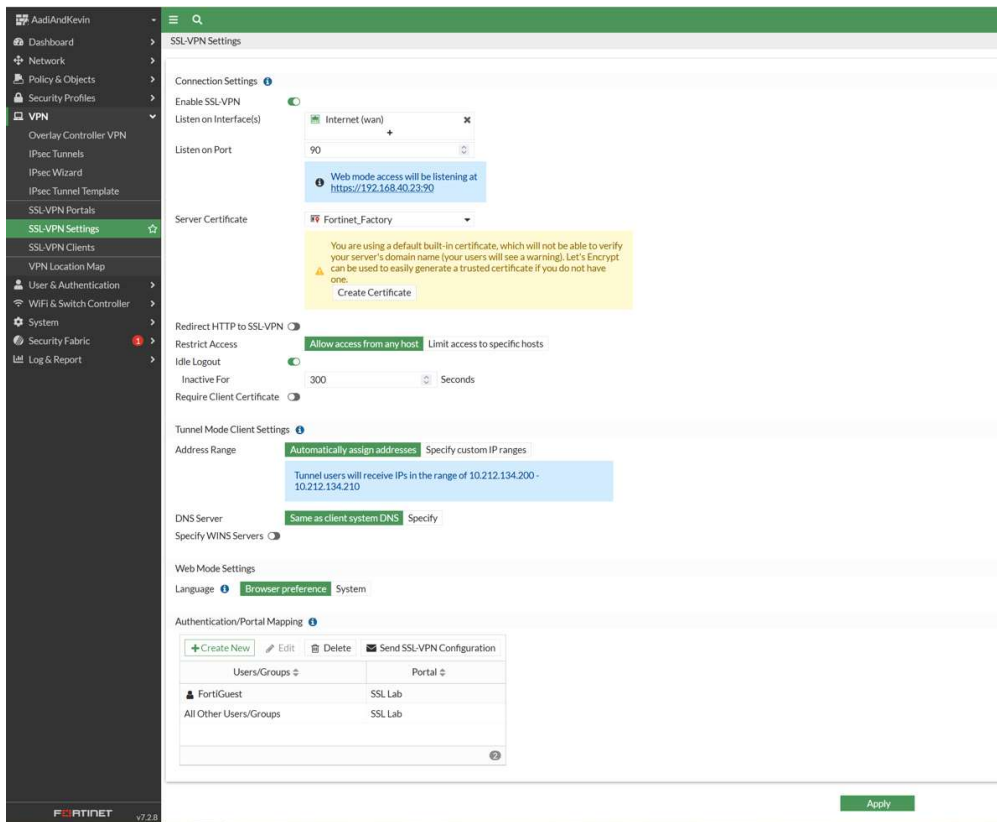 AadiAndKevin
Dashboard
Network
Policy & Objects
Security Profiles
VPN
Overlay Controller VPN
IPsec Tunnels
IPsec Wizard
IPsec Tunnel Template
SSL-VPN Portals
SSL-VPN Settings
SSL-VPN Clients
VPN Location Map
User & Authentication
WiFi & Switch Controller
System
Security Fabric 1
Log & Report
FORTINET v7.2.8
SSL-VPN Settings
Connection Settings
Enable SSL-VPN
Listen on Interface(s) Internet (wan)
+
Listen on Port 90
Web mode access will be listening at
https://192.168.40.23:90
Server Certificate Fortinet_Factory
You are using a default built-in certificate, which will not be able to verify
your server's domain name (your users will see a warning). Let's Encrypt
can be used to easily generate a trusted certificate if you do not have
one.
Create Certificate
Redirect HTTP to SSL-VPN
Restrict Access Allow access from any host Limit access to specific hosts
Idle Logout
Inactive For 300 Seconds
Require Client Certificate
Tunnel Mode Client Settings
Address Range Automatically assign addresses Specify custom IP ranges
Tunnel users will receive IPs in the range of 10.212.134.200 -
10.212.134.210
DNS Server Same as client system DNS Specify
Specify WINS Servers
Web Mode Settings
Language Browser preference System
Authentication/Portal Mapping
+ Create New Edit Delete Send SSL-VPN Configuration
Users/Groups Portal
FortiGuest SSL Lab
All Other Users/Groups SSL Lab
2
Apply